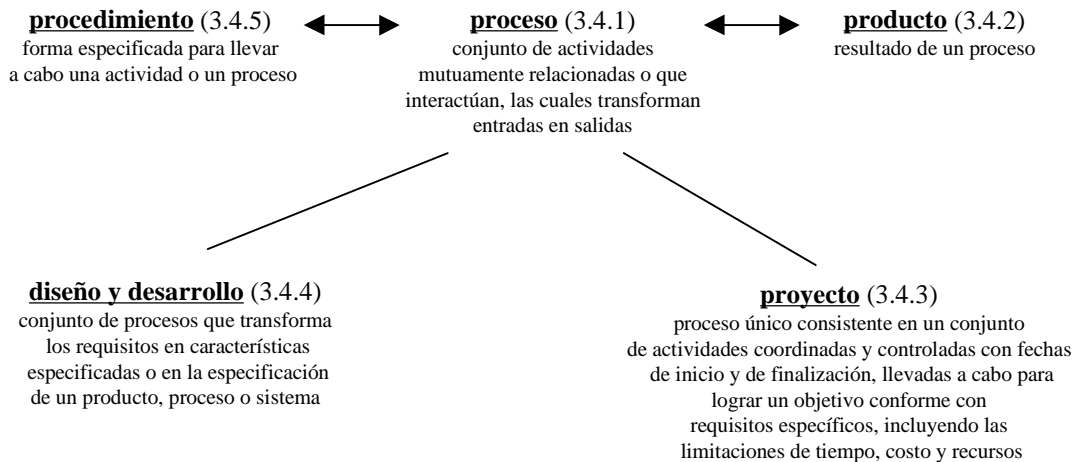 procedimiento (3.4.5)
forma especificada para llevar
a cabo una actividad o un proceso
proceso (3.4.1)
conjunto de actividades
mutuamente relacionadas o que
interactúan, las cuales transforman
entradas en salidas
producto (3.4.2)
resultado de un proceso
diseño y desarrollo (3.4.4)
conjunto de procesos que transforma
los requisitos en características
especificadas o en la especificación
de un producto, proceso o sistema
proyecto (3.4.3)
proceso único consistente en un conjunto
de actividades coordinadas y controladas con fechas
de inicio y de finalización, llevadas a cabo para
lograr un objetivo conforme con
requisitos específicos, incluyendo las
limitaciones de tiempo, costo y recursos